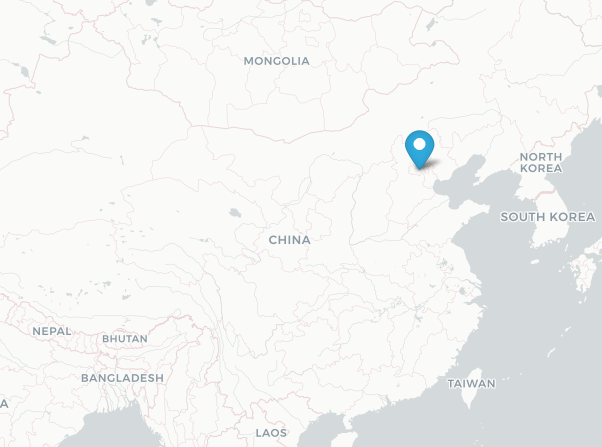 MONGOLIA
NORTH
KOREA
SOUTH KOREA
CHINA
NEPAL
BHUTAN
BANGLADESH
TAIWAN
A
LAOS